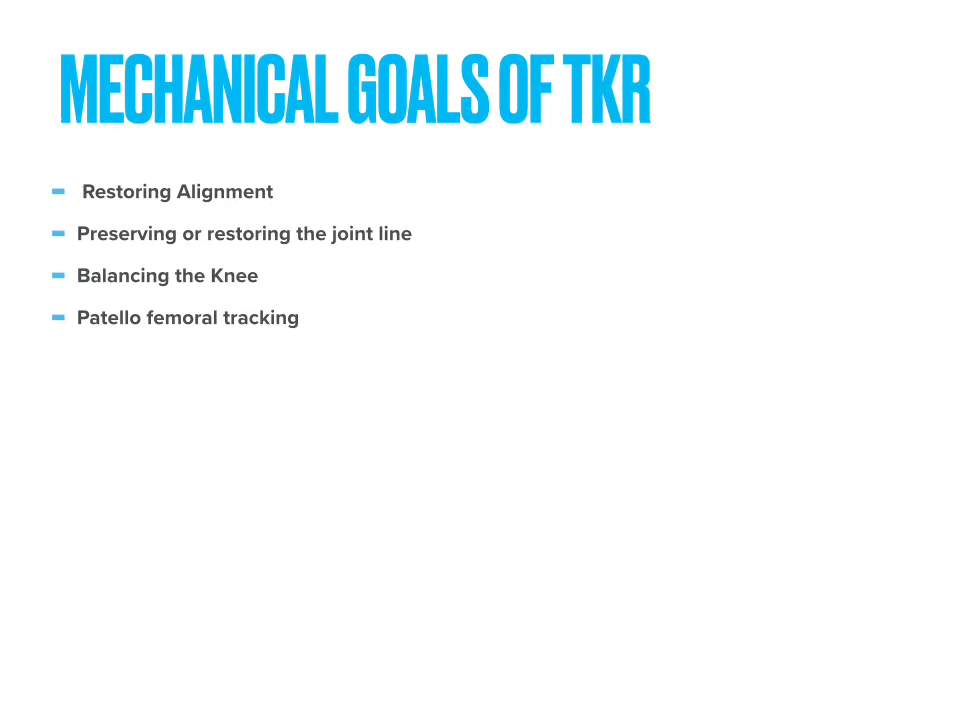 MECHANICAL GOALS OF TKR
- Restoring Alignment
- Preserving or restoring the joint line
- Balancing the Knee
- Patello femoral tracking